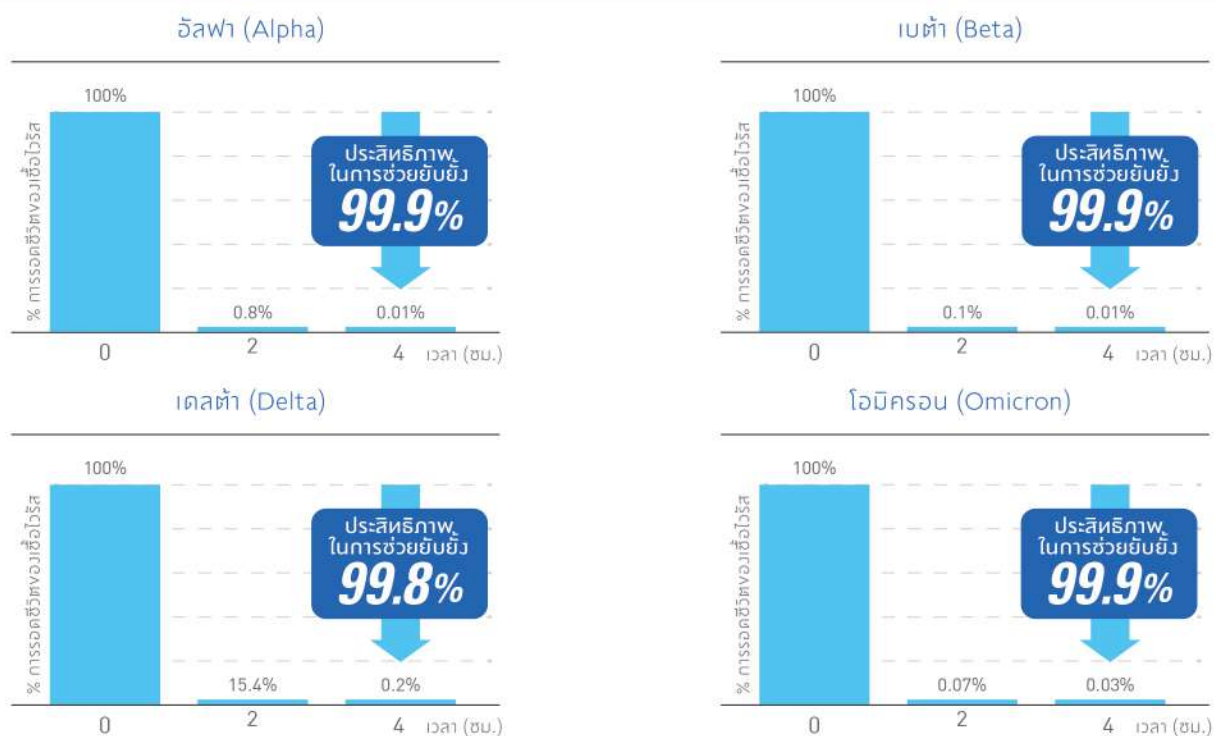 อัลฟา (Alpha)
100%
% การรอดชีวิตของเชื้อไวรัส
ประสิทธิภาพ
ในการช่วยยับยั้ง
99.9%
0.8%
0.01%
0
2
4
เวลา (ชม.)
เบต้า (Beta)
100%
% การรอดชีวิตของเชื้อไวรัส
ประสิทธิภาพ
ในการช่วยยับยั้ง
99.9%
0.1%
0.01%
0
2
4
เวลา (ชม.)
เดลต้า (Delta)
100%
% การรอดชีวิตของเชื้อไวรัส
ประสิทธิภาพ
ในการช่วยยับยั้ง
99.8%
15.4%
0.2%
0
2
4
เวลา (ชม.)
โอมิครอน (Omicron)
100%
% การรอดชีวิตของเชื้อไวรัส
ประสิทธิภาพ
ในการช่วยยับยั้ง
99.9%
0.07%
0.03%
0
2
4
เวลา (ชม.)